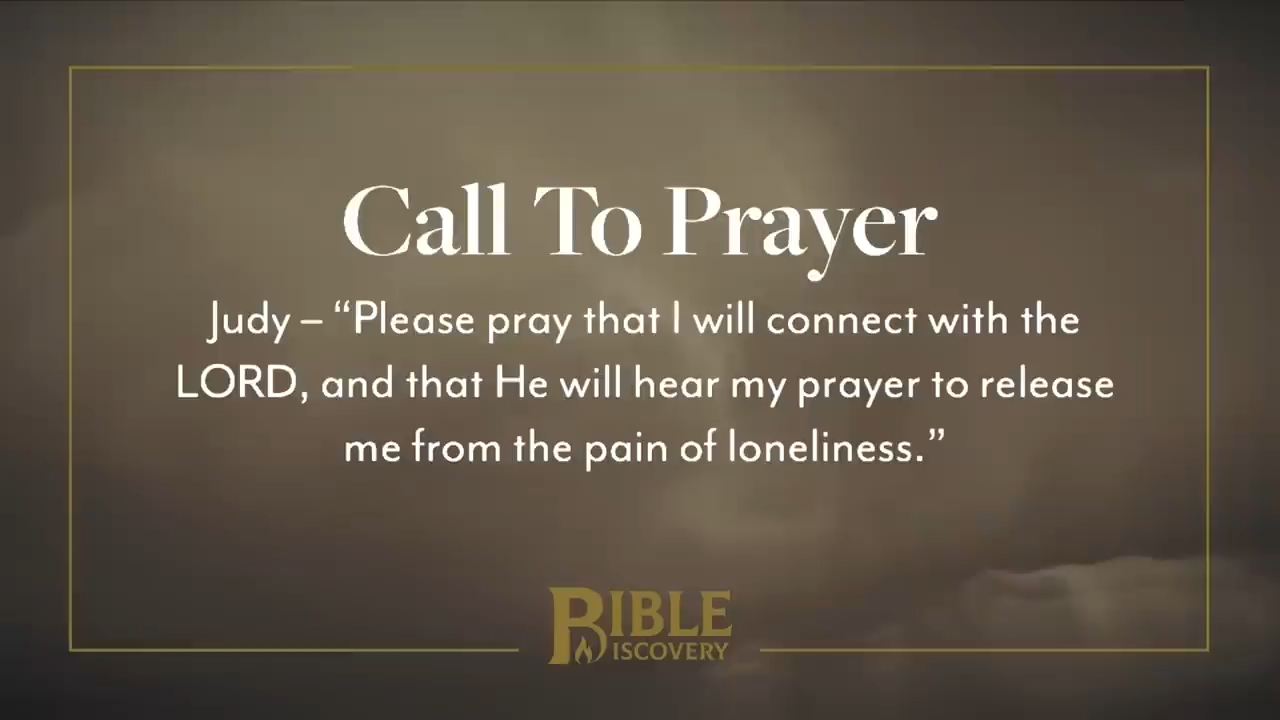 Call To Prayer
Judy – “Please pray that I will connect with the
LORD, and that He will hear my prayer to release
me from the pain of loneliness.”
BIBLE
DISCOVERY